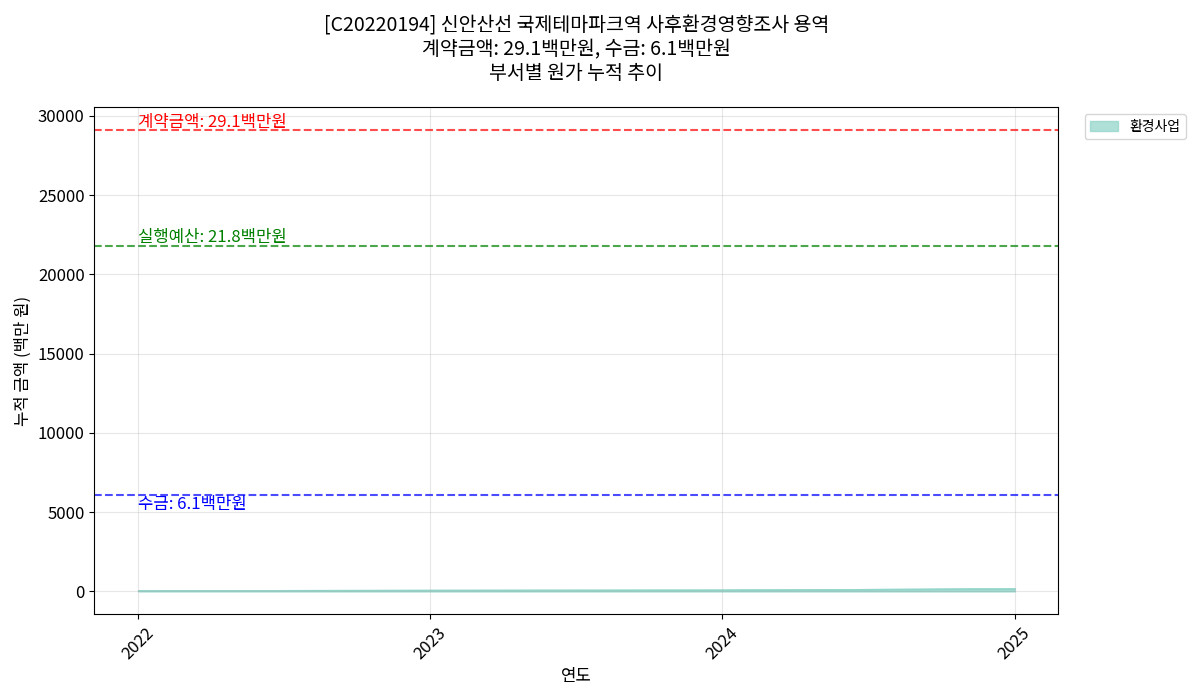 [C20220194] 신안산선 국제테마파크역 사후환경영향조사 용역
계약금액: 29.1백만원, 수금: 6.1백만원
부서별 원가 누적 추이
30000
25000
20000
15000
10000
5000
0
누적 금액 (백만 원)
계약금액: 29.1백만원
실행예산: 21.8백만원
수금: 6.1백만원
환경사업
2022
2023
2024
2025
연도